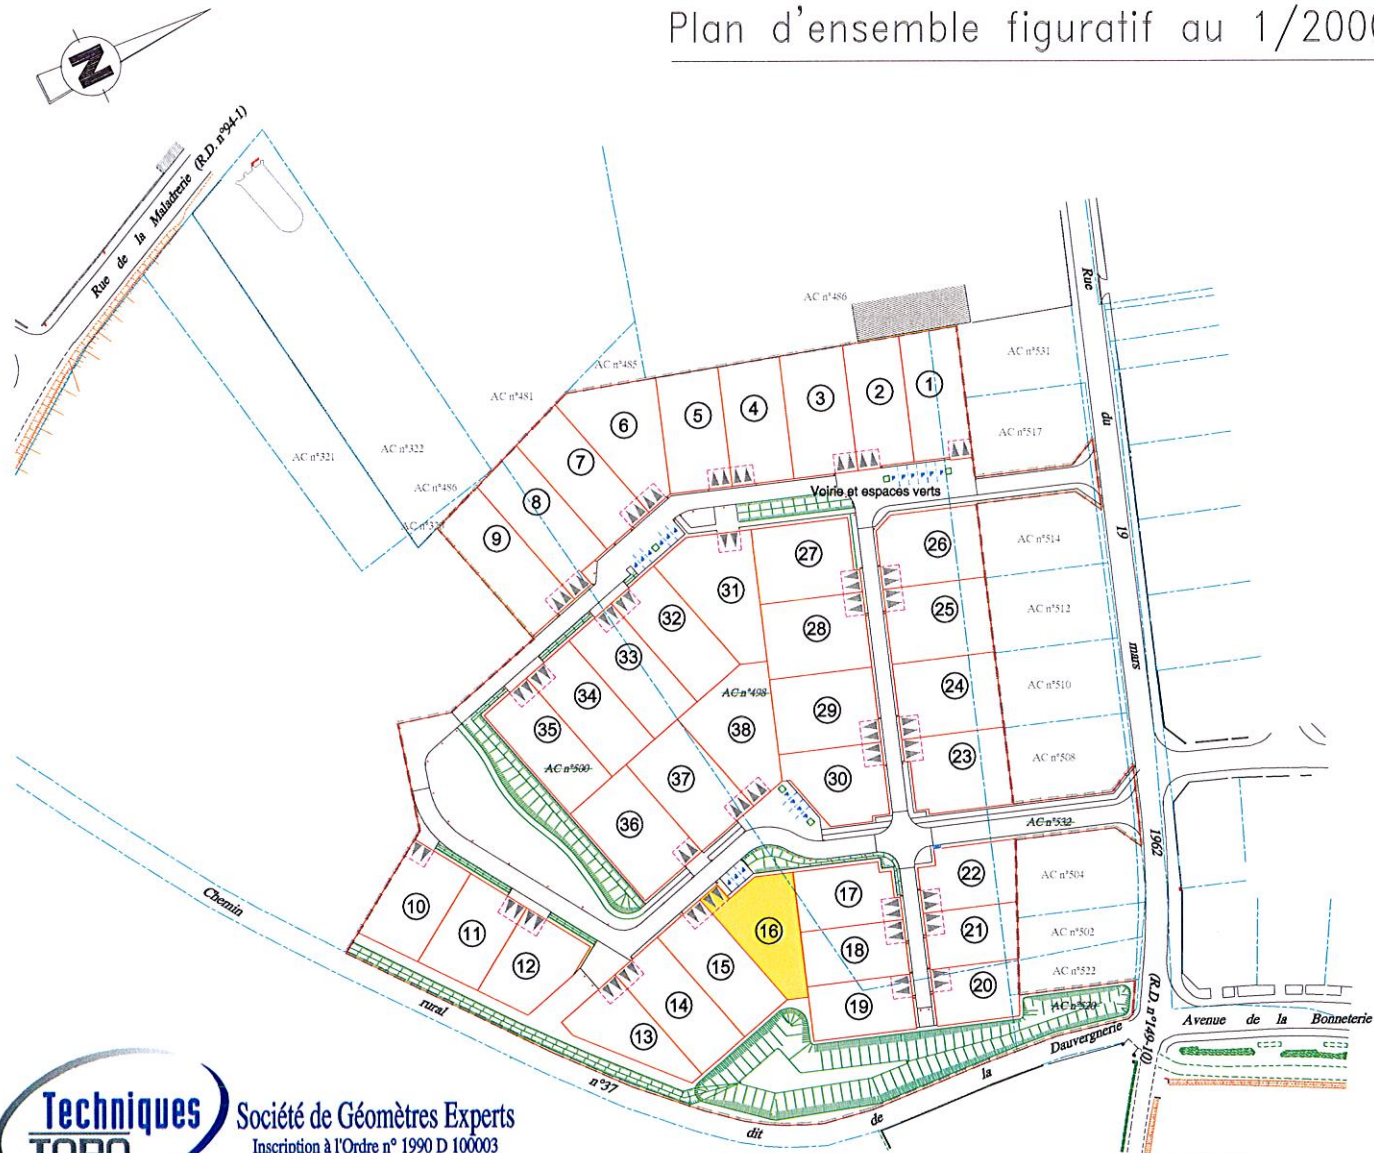 Plan d'ensemble figuratif au 1/2000
N
Rue de la Maladrerie (R.D. n°94-1)
AC n°486
AC n°485
AC n°481
AC n°531
AC n°517
AC n°321
AC n°322
AC n°486
1
2
3
4
5
6
7
8
9
Voirie et espaces verts
Rue du 19 mars 1962
(R.D. n°149-10)
26
25
24
23
AC n°514
AC n°512
AC n°510
AC n°508
27
28
29
30
31
32
33
34
35
36
37
38
AC n°498
AC n°500
AC n°532
10
11
12
13
14
15
16
17
18
19
20
21
22
AC n°504
AC n°502
AC n°522
AC n°520
Chemin rural n°37 dit de la Dauvergnerie
Avenue de la Bonneterie
Techniques
TOPO
Société de Géomètres Experts
Inscription à l'Ordre n° 1990 D 100003